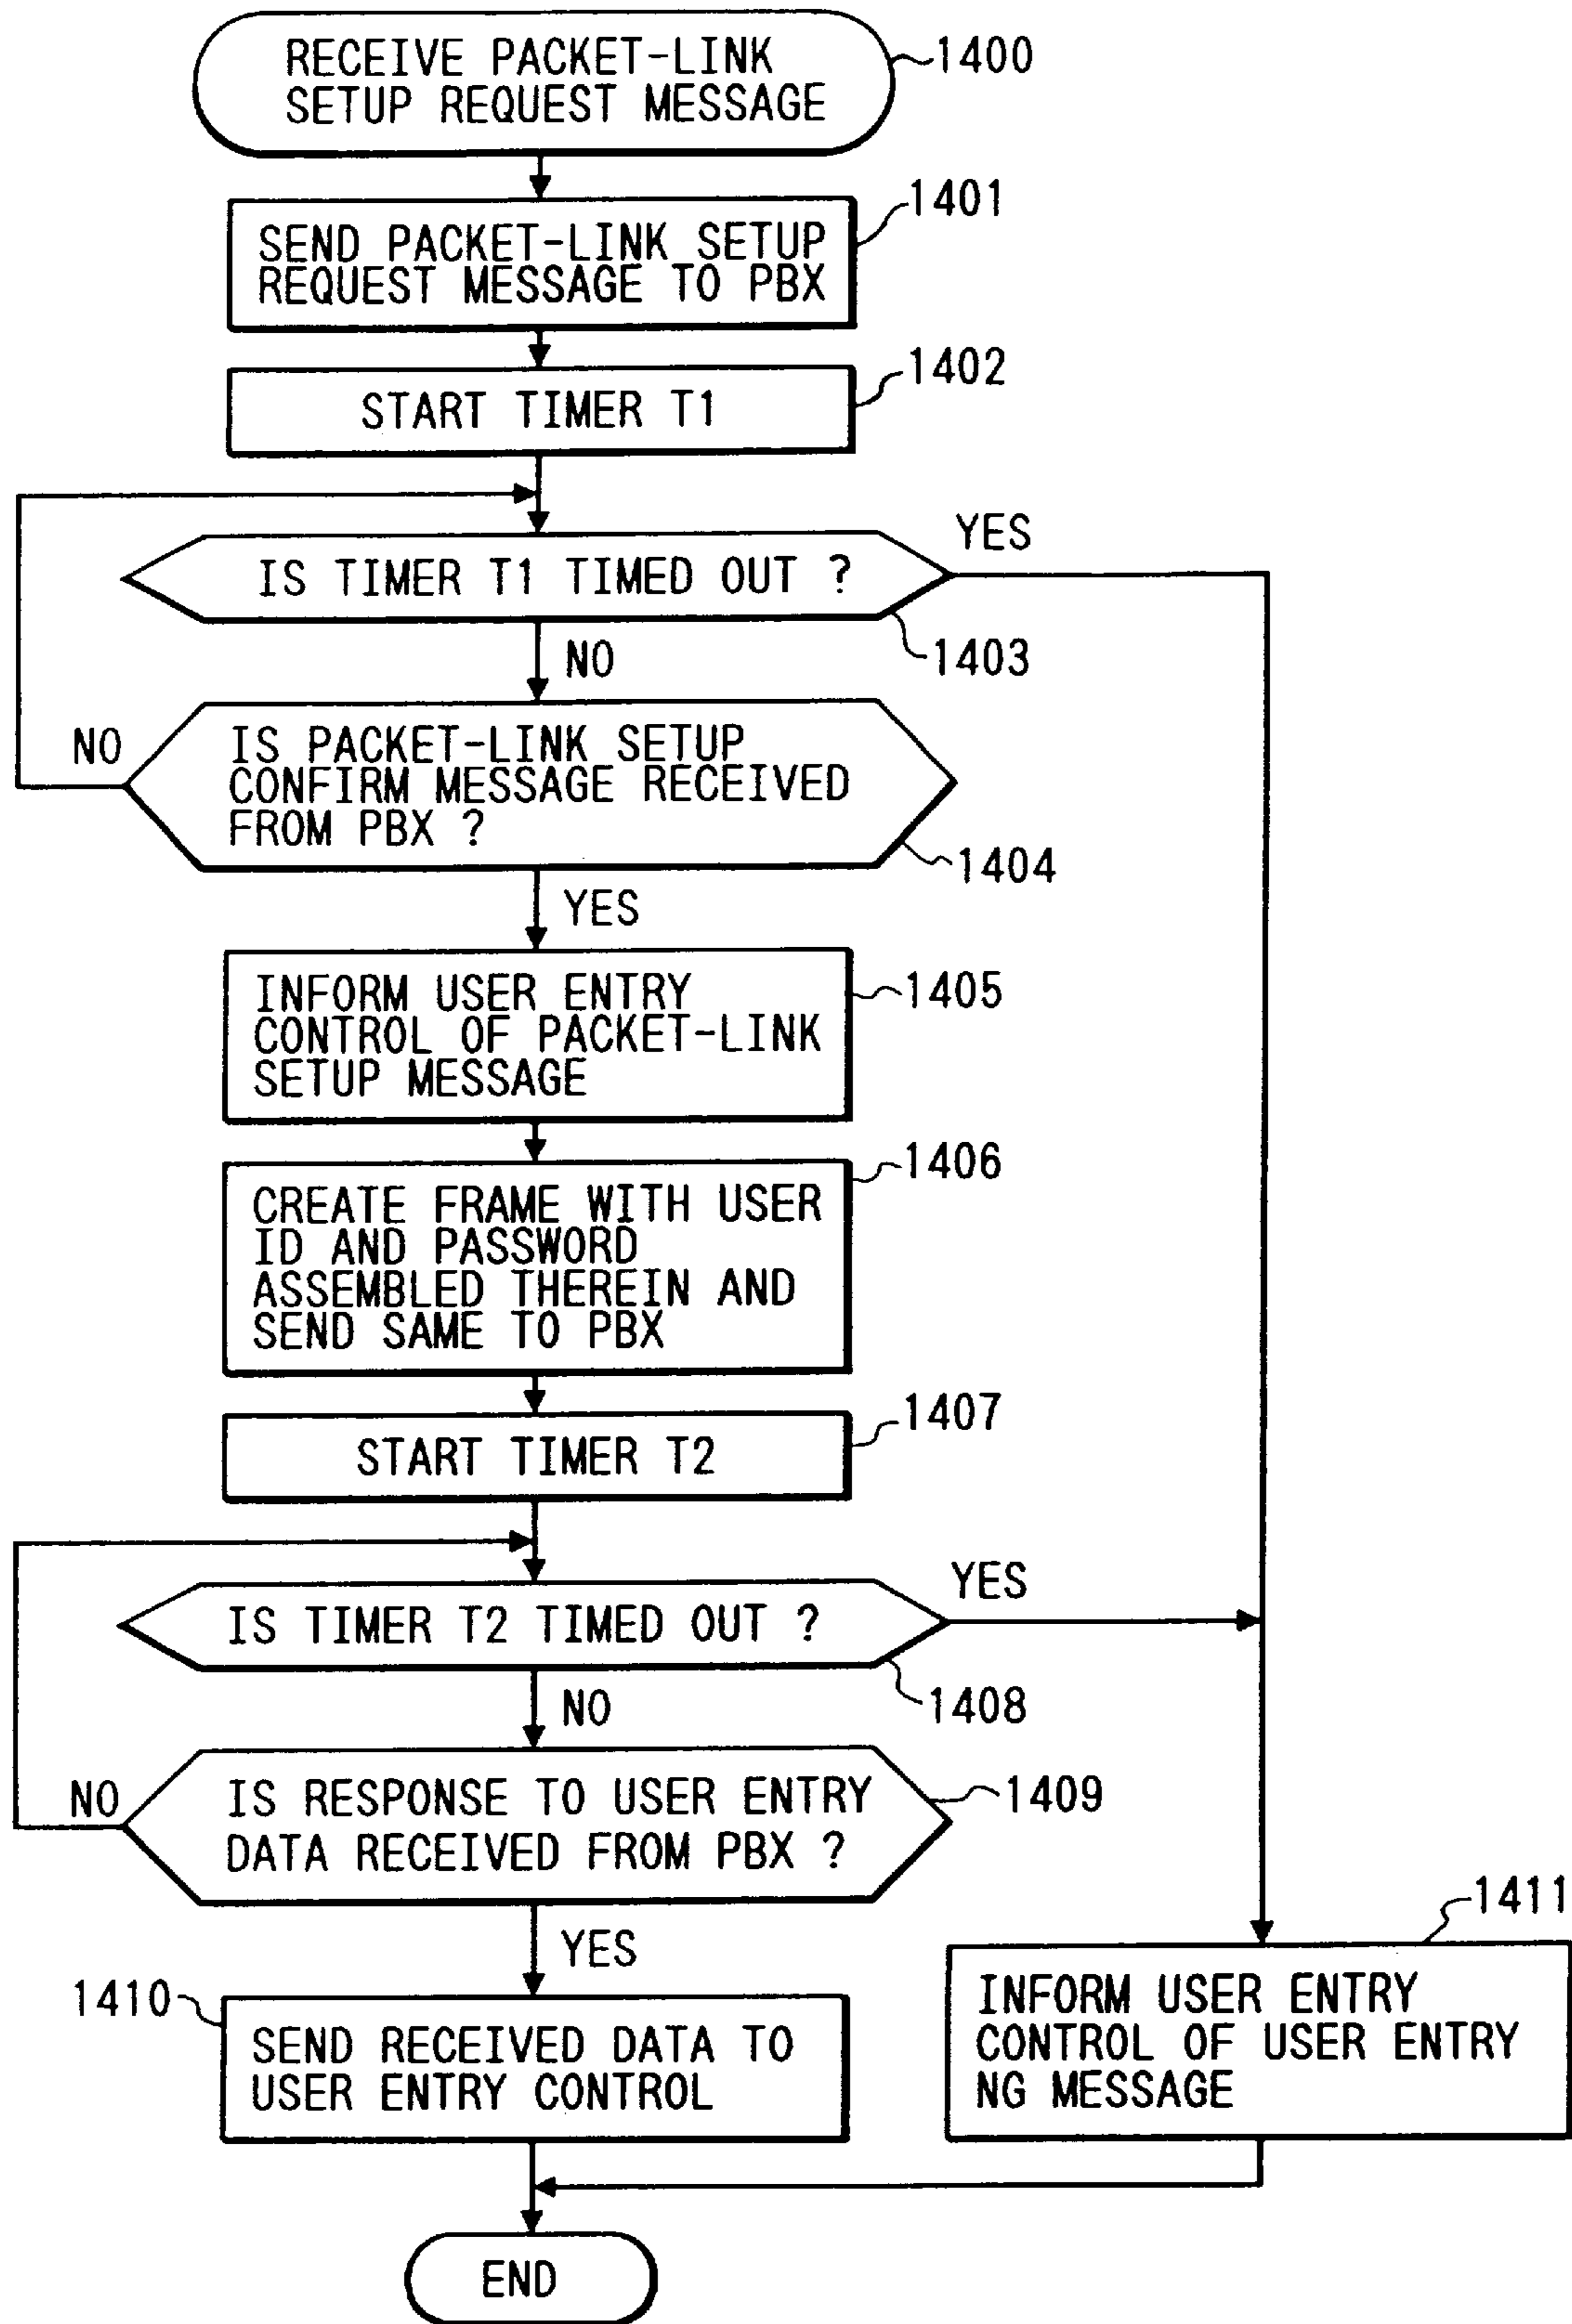 RECEIVE PACKET-LINK
SETUP REQUEST MESSAGE
1400
1401
SEND PACKET-LINK SETUP
REQUEST MESSAGE TO PBX
1402
START TIMER T1
YES
IS TIMER T1 TIMED OUT ?
1403
NO
NO
IS PACKET-LINK SETUP
CONFIRM MESSAGE RECEIVED
FROM PBX ?
1404
YES
INFORM USER ENTRY
CONTROL OF PACKET-LINK
SETUP MESSAGE
1405
1406
CREATE FRAME WITH USER
ID AND PASSWORD
ASSEMBLED THEREIN AND
SEND SAME TO PBX
1407
START TIMER T2
YES
IS TIMER T2 TIMED OUT ?
1408
NO
NO
IS RESPONSE TO USER ENTRY
DATA RECEIVED FROM PBX ?
1409
YES
1410
SEND RECEIVED DATA TO
USER ENTRY CONTROL
1411
INFORM USER ENTRY
CONTROL OF USER ENTRY
NG MESSAGE
END